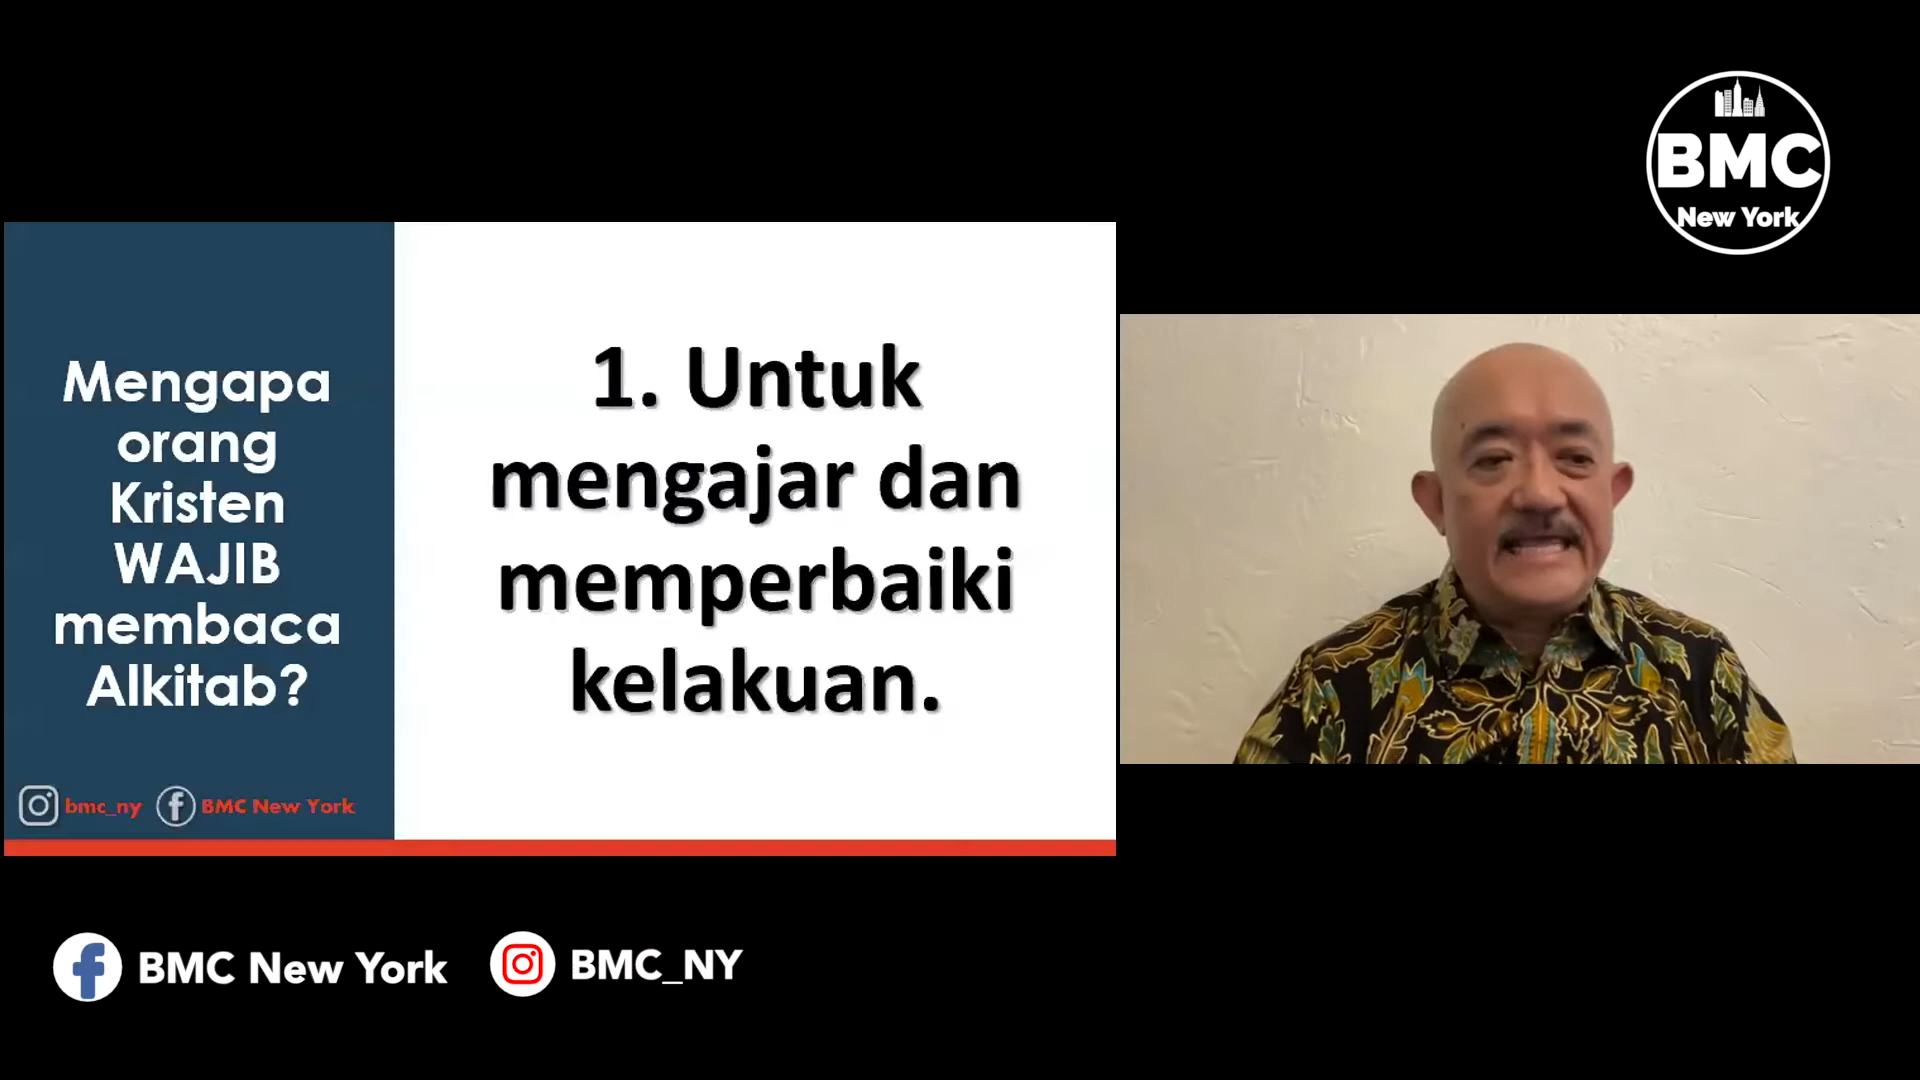 BMC
New York
Mengapa
orang
Kristen
WAJIB
membaca
Alkitab?
bmc_ny
BMC New York
1. Untuk
mengajar dan
memperbaiki
kelakuan.
BMC New York
BMC_NY